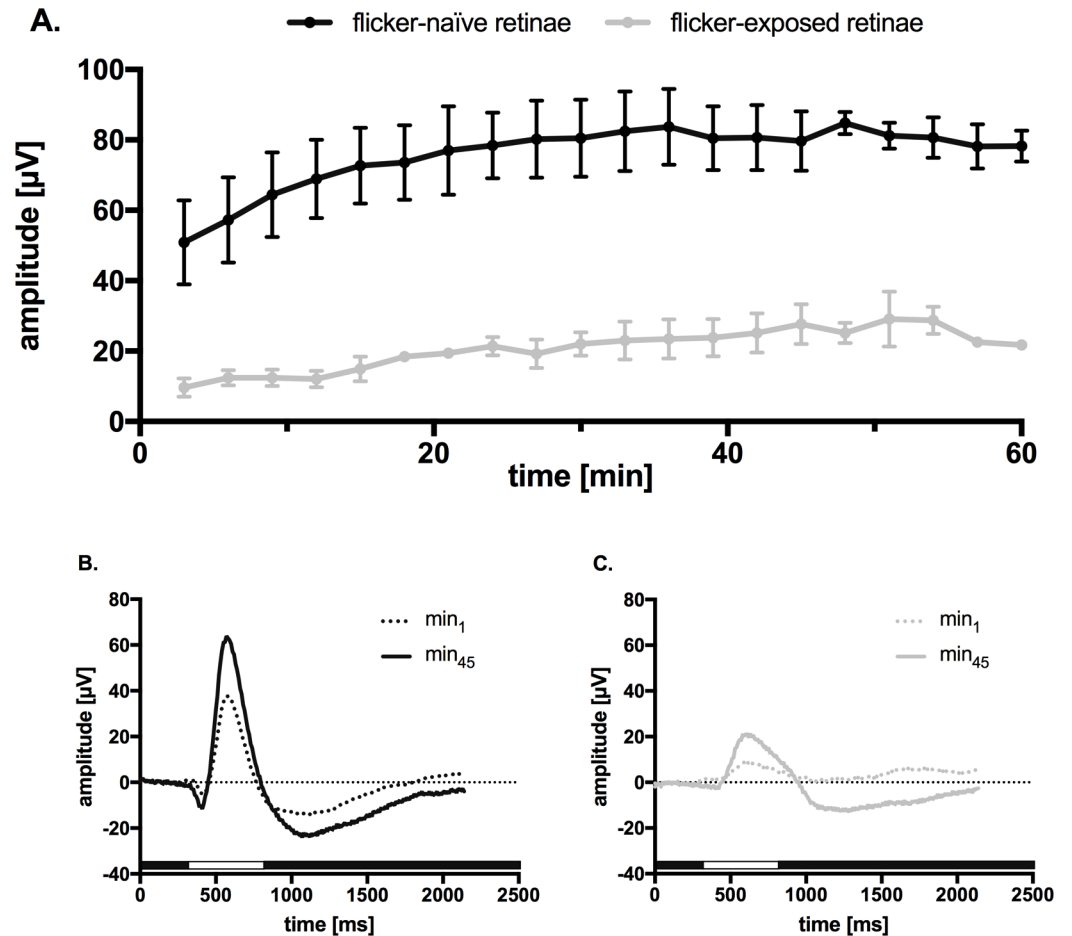 A.
flicker-naïve retinae
flicker-exposed retinae
100
80
60
40
20
0
amplitude [µV]
0 20 40 60
time [min]
B.
80
60
40
20
0
-20
-40
amplitude [µV]
min1
min45
0 500 1000 1500 2000 2500
time [ms]
C.
80
60
40
20
0
-20
-40
amplitude [µV]
min1
min45
0 500 1000 1500 2000 2500
time [ms]